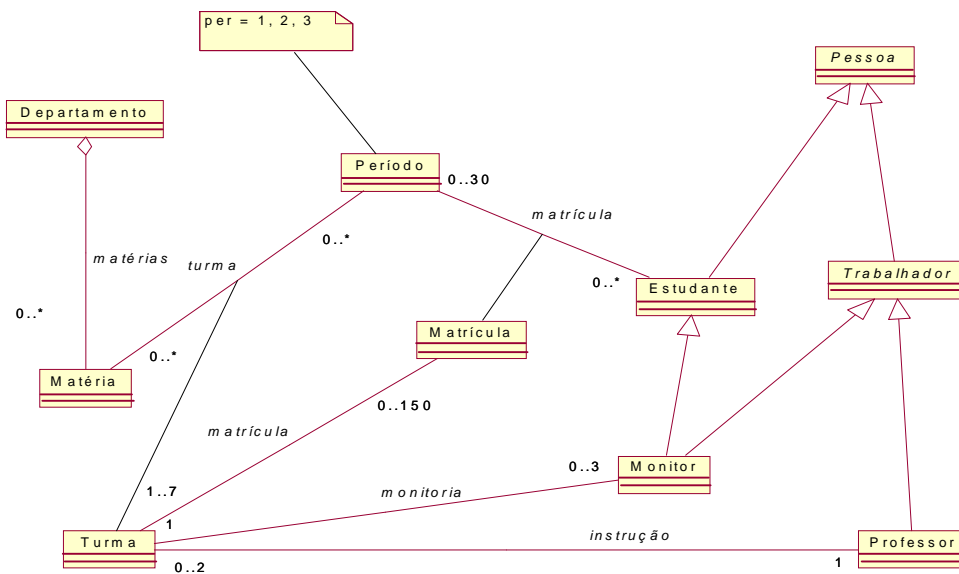 per = 1, 2, 3
Pessoa
Departamento
Período
0..30
matrícula
0..*
matérias
turma
Trabalhador
0..*
Estudante
0..*
Matrícula
0..*
Matéria
0..150
matrícula
0..3
Monitor
1..7
monitoria
1
Turma
instrução
Professor
0..2
1